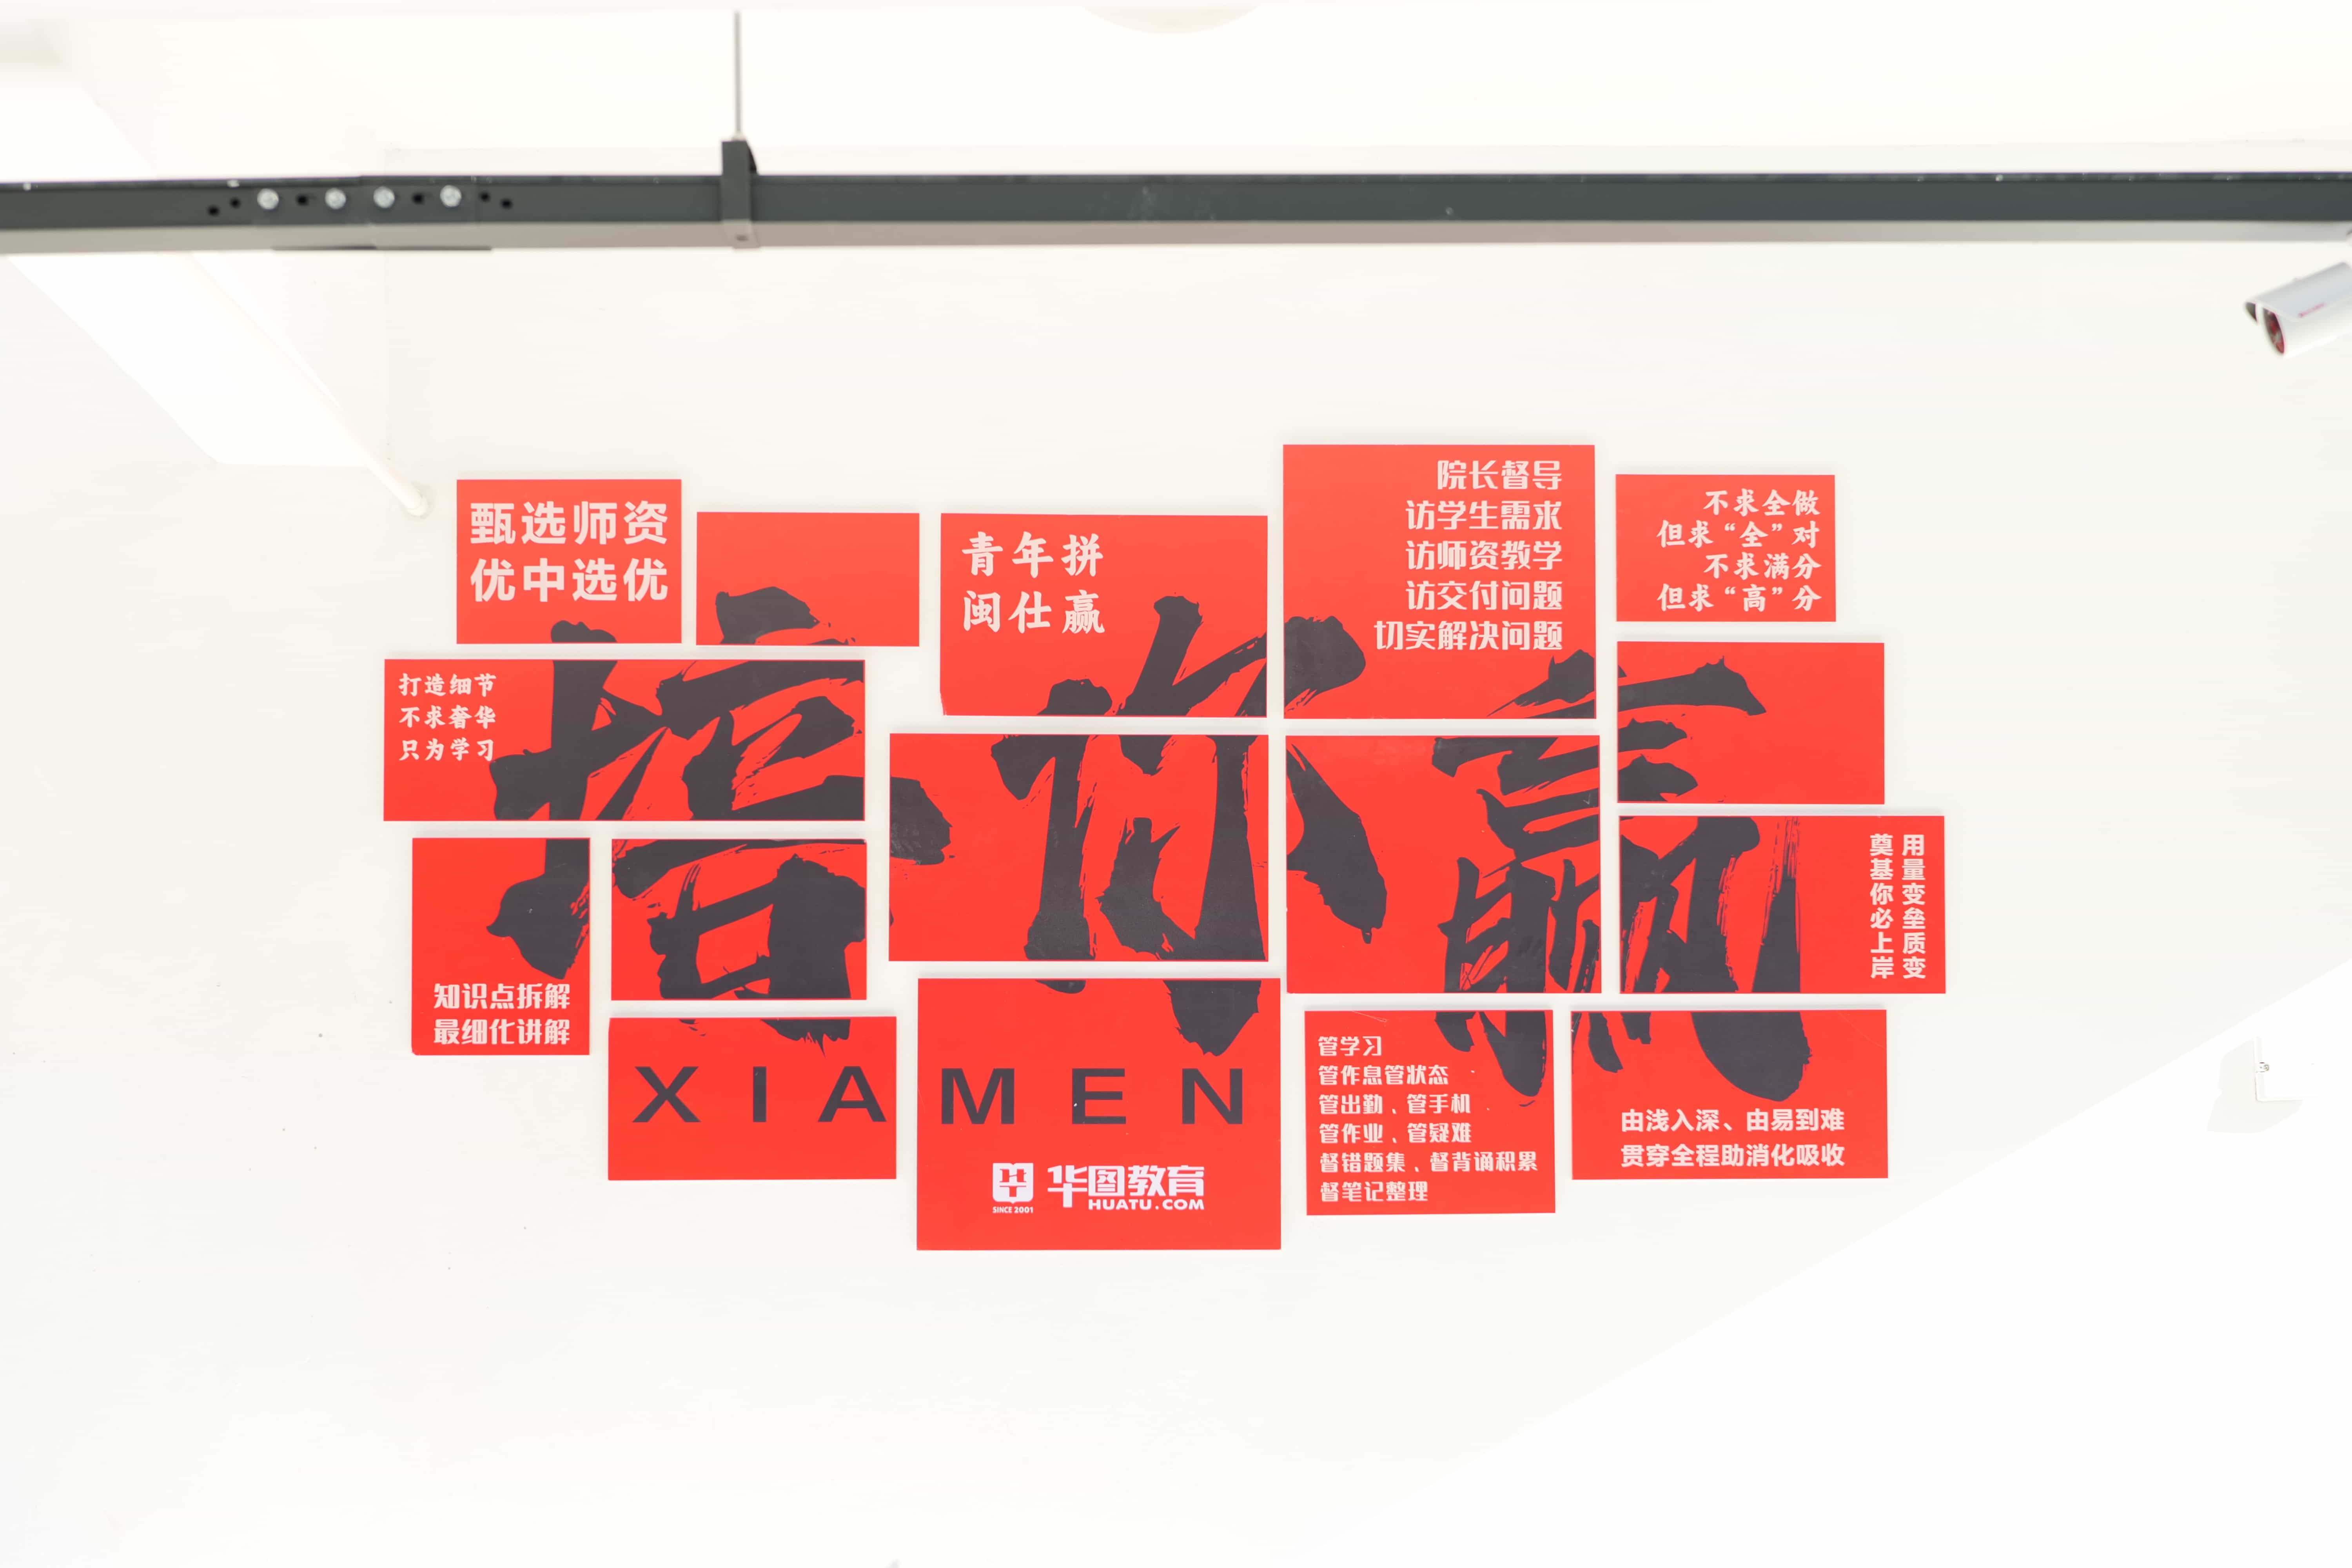 甄选师资
优中选优
青年拼
闽仕赢
院长督导
访学生需求
访师资教学
访交付问题
切实解决问题
不求全做
但求“全”对
不求满分
但求“高”分
打造细节
不求奢华
只为学习
赢
用量变垒质变
奠基你必上岸
知识点拆解
最细化讲解
XIAMEN
SINCE 2001
华图教育
HUATU.COM
管学习
管作息管状态
管出勤、管手机
管作业、管疑难
督错题集、督背诵积累
督笔记整理
由浅入深、由易到难
贯穿全程助消化吸收